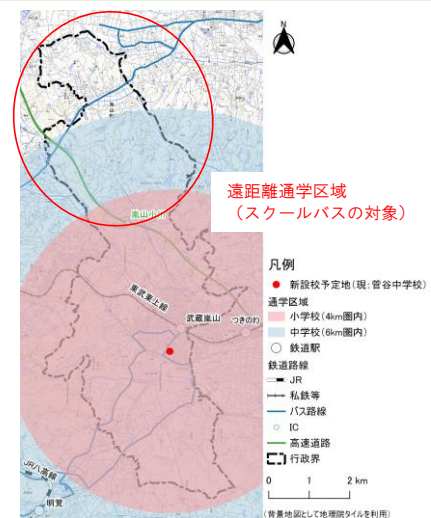 N
遠距離通学区域
（スクールバスの対象）
嵐山小川
東武東上線
武蔵嵐山
つきのわ
JR八高線
明覚
凡例
新設校予定地(現:菅谷中学校)
通学区域
小学校(4km圏内)
中学校(6km圏内)
鉄道駅
鉄道路線
JR
私鉄等
バス路線
IC
高速道路
行政界
0 1 2 km
(背景地図として地理院タイルを利用)